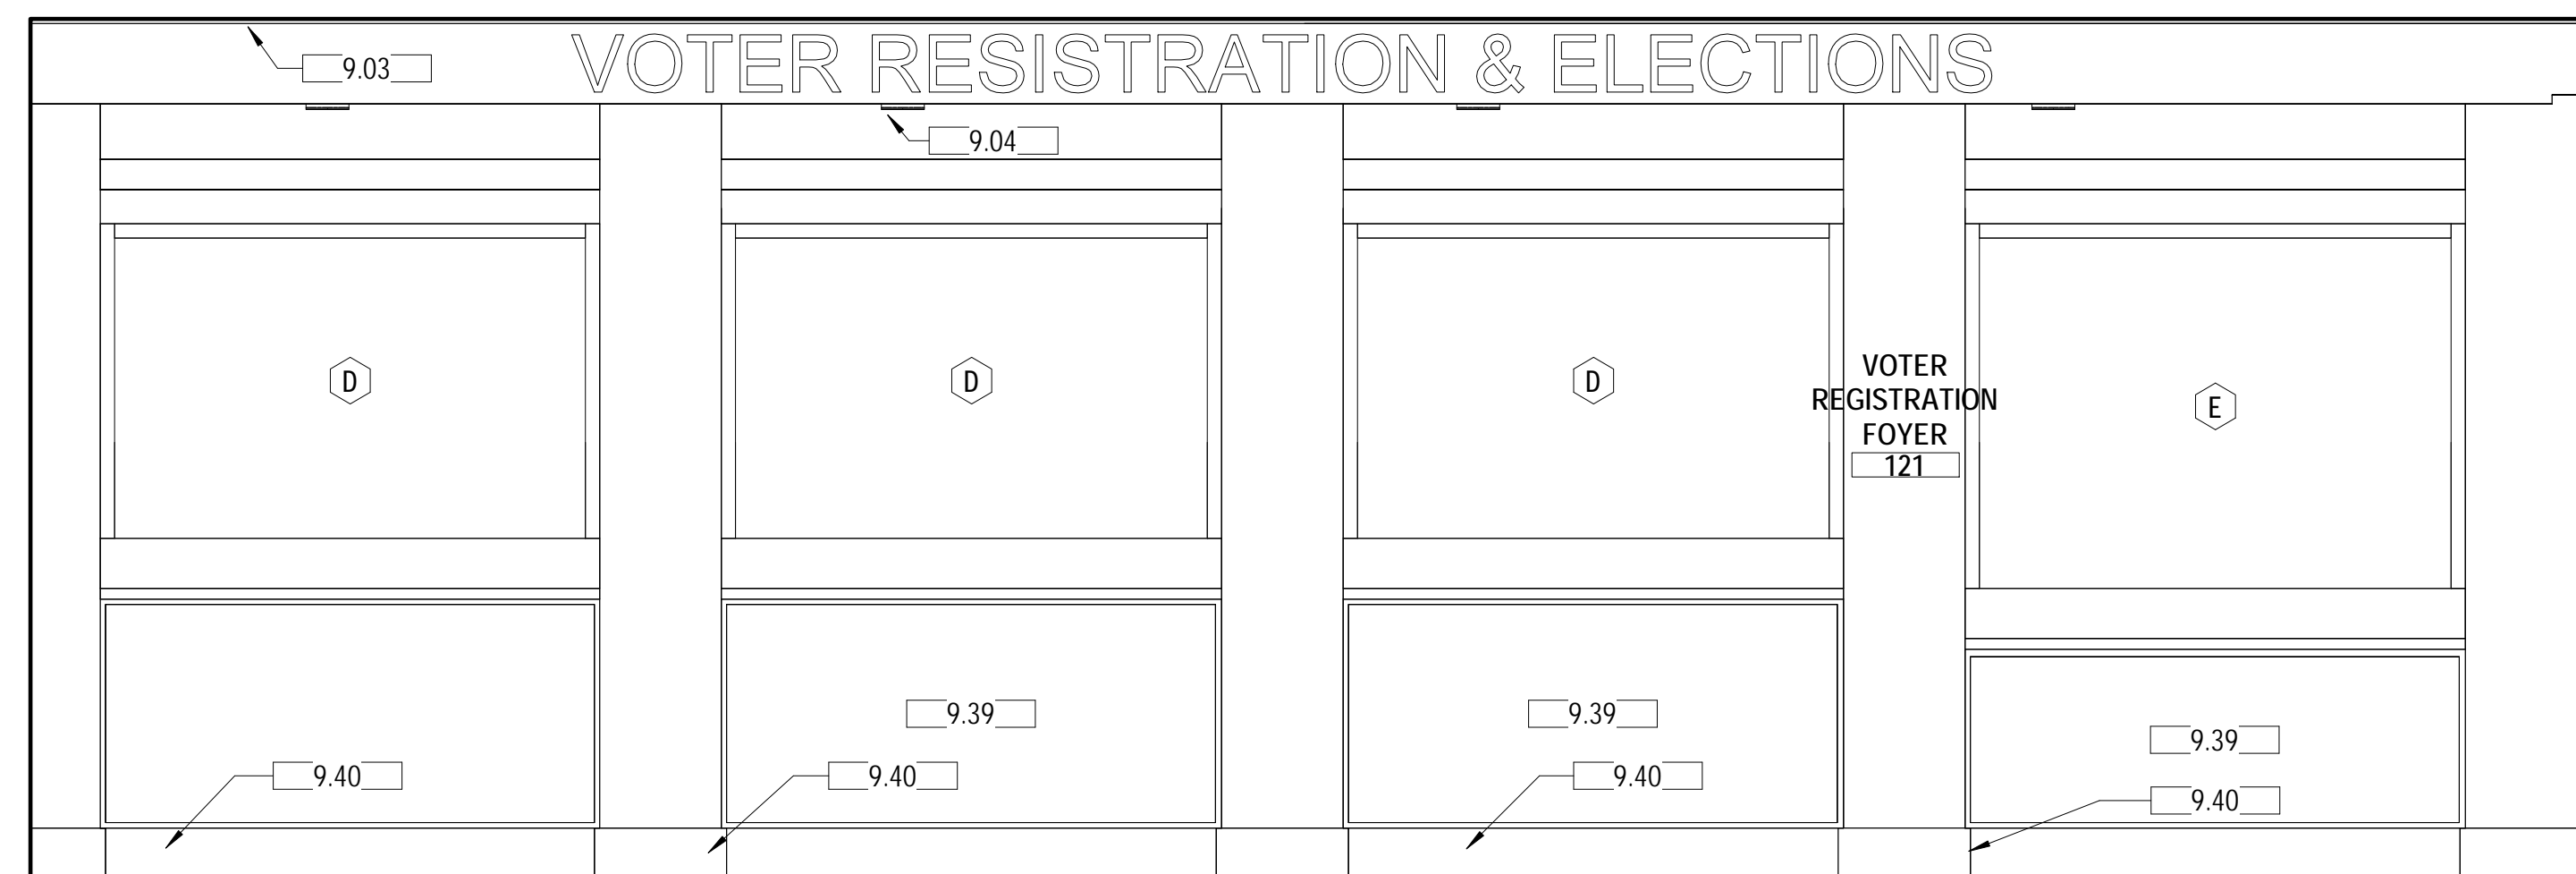 VOTER RESISTRATION & ELECTIONS
9.03
9.04
D
D
D
VOTER
REGISTRATION
FOYER
121
E
9.39
9.39
9.39
9.40
9.40
9.40
9.40